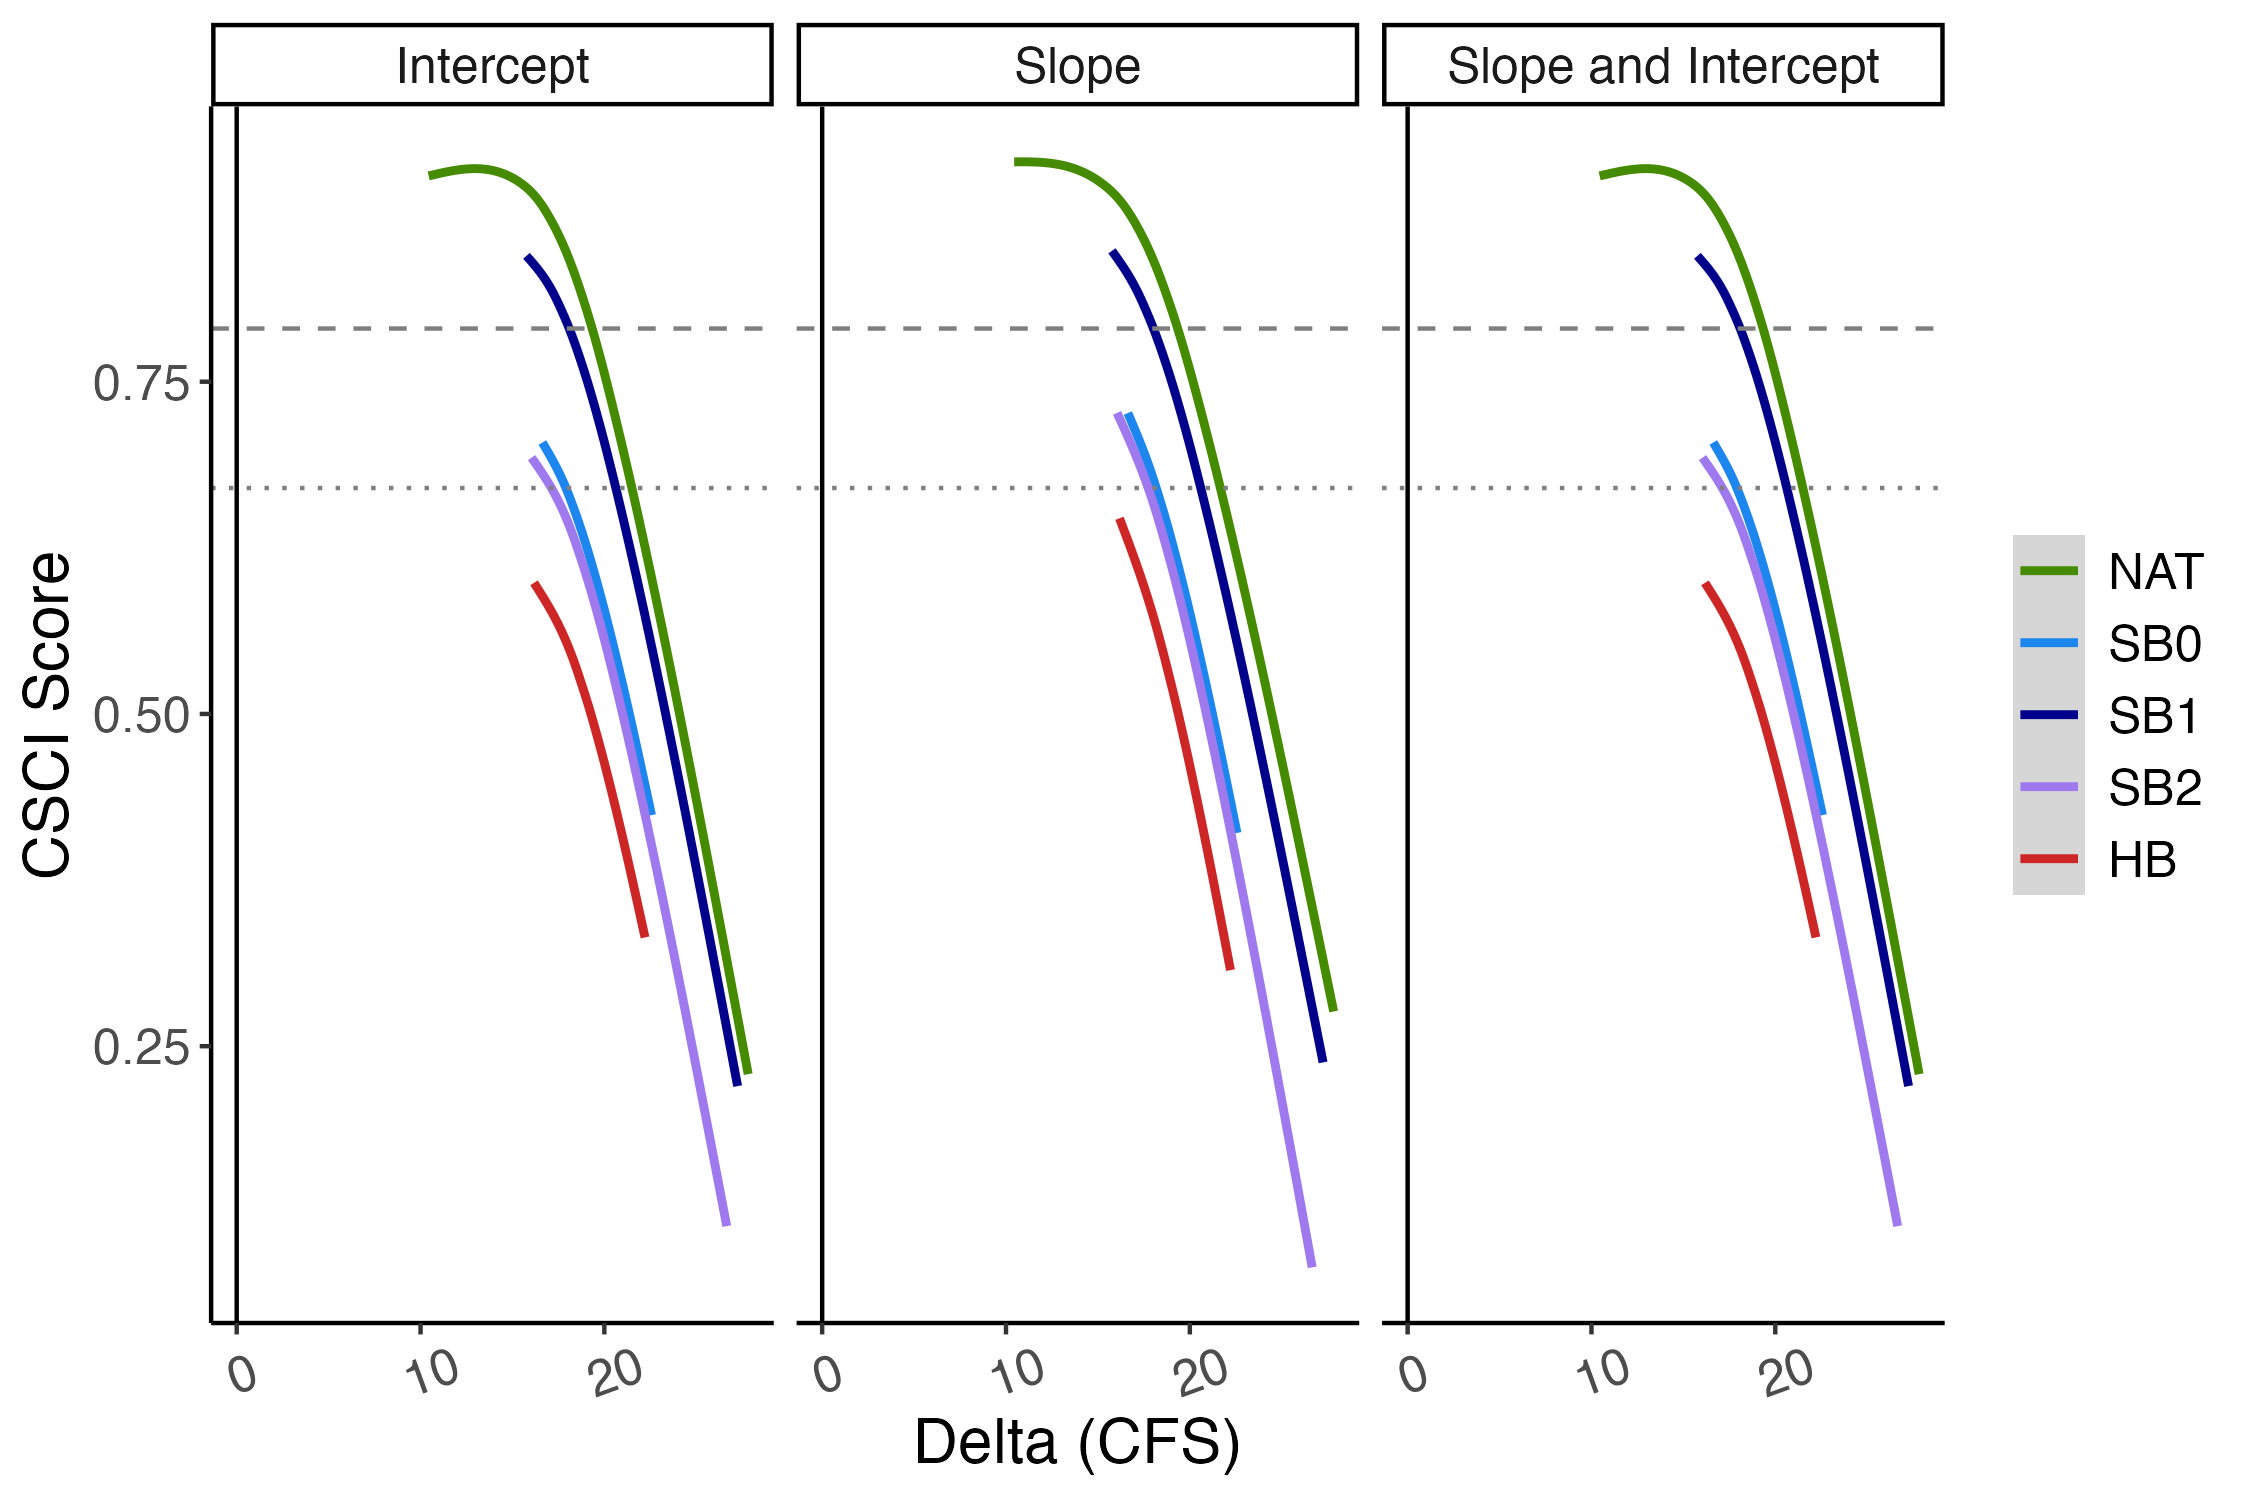 Intercept
Slope
Slope and Intercept
CSCI Score
0.75
0.50
0.25
NAT
SB0
SB1
SB2
HB
0 10 20
0 10 20
0 10 20
Delta (CFS)